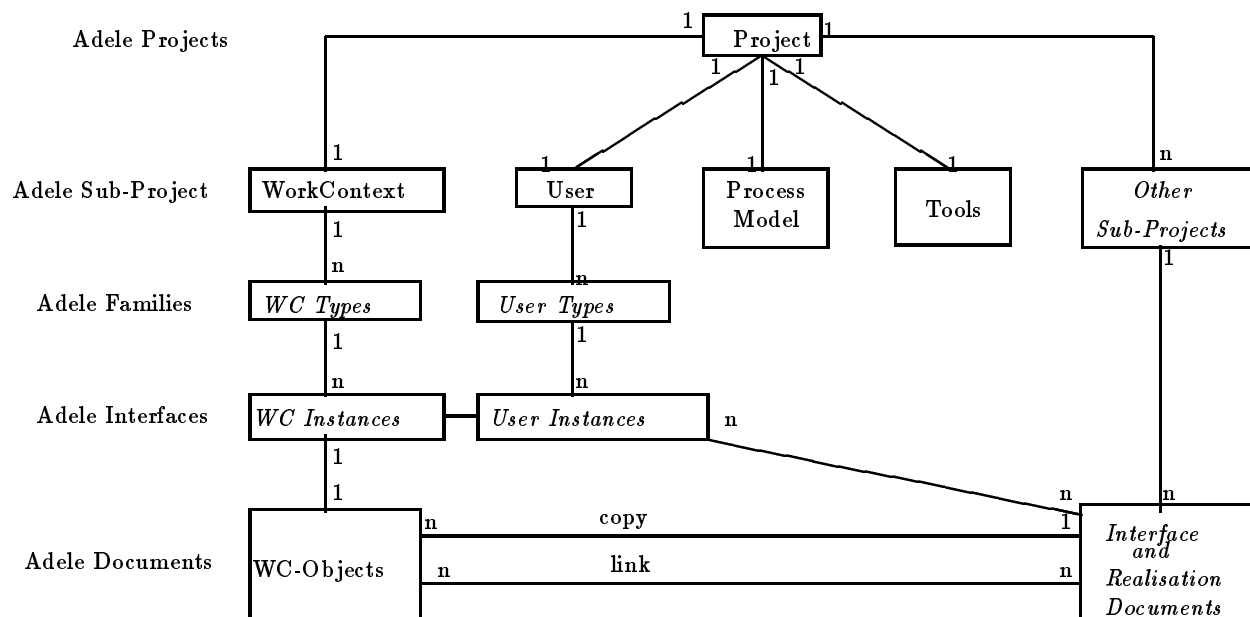 1
Adele Projects
Project
1
1
1
1
1
1
1
1
1
n
Adele Sub-Project
WorkContext
User
Process
Model
Tools
Other
Sub-Projects
1
1
1
n
n
Adele Families
WC Types
User Types
1
1
n
n
Adele Interfaces
WC Instances
User Instances
n
1
1
n
n
n
copy
1
Interface
and
Adele Documents
WC-Objects
n
link
n
Realisation
Documents